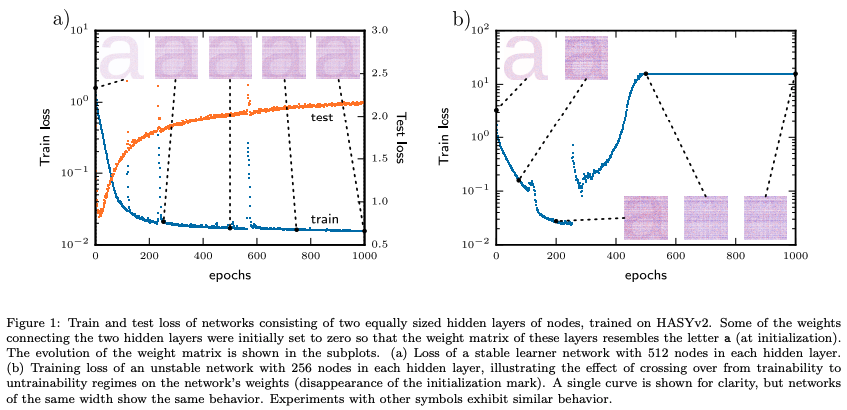 a)
10^1
10^0
10^-1
10^-2
Train loss
a a a a a
test
train
3.0
2.5
2.0
1.5
1.0
0.5
Test loss
0 200 400 600 800 1000
epochs
b)
10^2
10^1
10^0
10^-1
10^-2
Train loss
a a
a
0 200 400 600 800 1000
epochs
Figure 1: Train and test loss of networks consisting of two equally sized hidden layers of nodes, trained on HASYv2. Some of the weights
connecting the two hidden layers were initially set to zero so that the weight matrix of these layers resembles the letter a (at initialization).
The evolution of the weight matrix is shown in the subplots. (a) Loss of a stable learner network with 512 nodes in each hidden layer.
(b) Training loss of an unstable network with 256 nodes in each hidden layer, illustrating the effect of crossing over from trainability to
untrainability regimes on the network's weights (disappearance of the initialization mark). A single curve is shown for clarity, but networks
of the same width show the same behavior. Experiments with other symbols exhibit similar behavior.